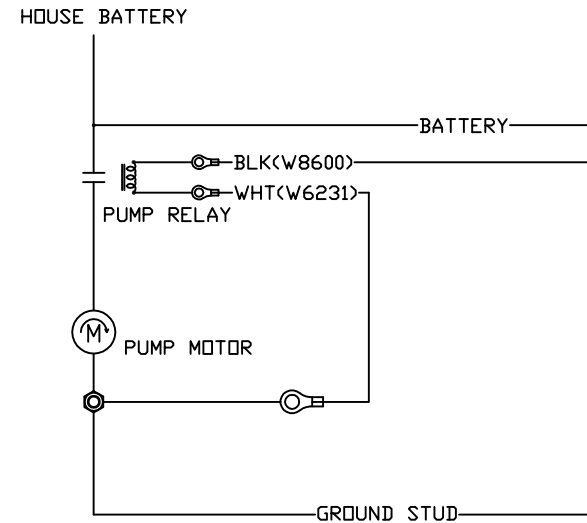 HOUSE BATTERY
BATTERY
BLK(W8600)
WHT(W6231)
PUMP RELAY
M
PUMP MOTOR
GROUND STUD